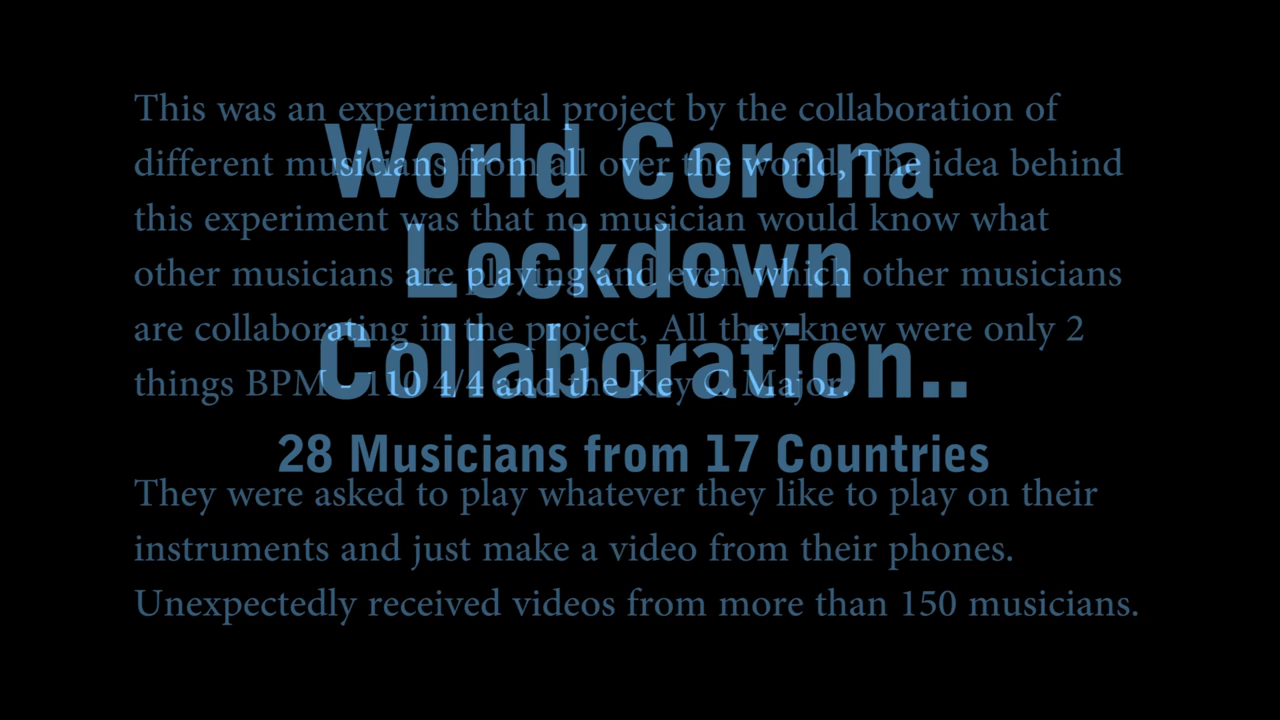 World Corona
Lockdown
Collaboration..
28 Musicians from 17 Countries
This was an experimental project by the collaboration of
different musicians from all over the world, The idea behind
this experiment was that no musician would know what
other musicians are playing and even which other musicians
are collaborating in the project, All they knew were only 2
things BPM - 110 4/4 and the Key C Major.
They were asked to play whatever they like to play on their
instruments and just make a video from their phones.
Unexpectedly received videos from more than 150 musicians.